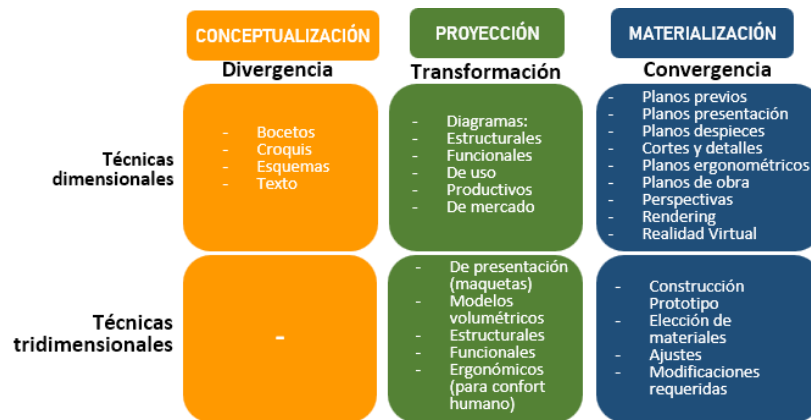 CONCEPTUALIZACIÓN
PROYECCIÓN
MATERIALIZACIÓN
Divergencia
Transformación
Convergencia
Técnicas
dimensionales
- Bocetos
- Croquis
- Esquemas
- Texto
- Diagramas:
- Estructurales
- Funcionales
- De uso
- Productivos
- De mercado
- Planos previos
- Planos presentación
- Planos despieces
- Cortes y detalles
- Planos ergonométricos
- Planos de obra
- Perspectivas
- Rendering
- Realidad Virtual
Técnicas
tridimensionales
-
- De presentación
(maquetas)
- Modelos
volumétricos
- Estructurales
- Funcionales
- Ergonómicos
(para confort
humano)
- Construcción
Prototipo
- Elección de
materiales
- Ajustes
- Modificaciones
requeridas